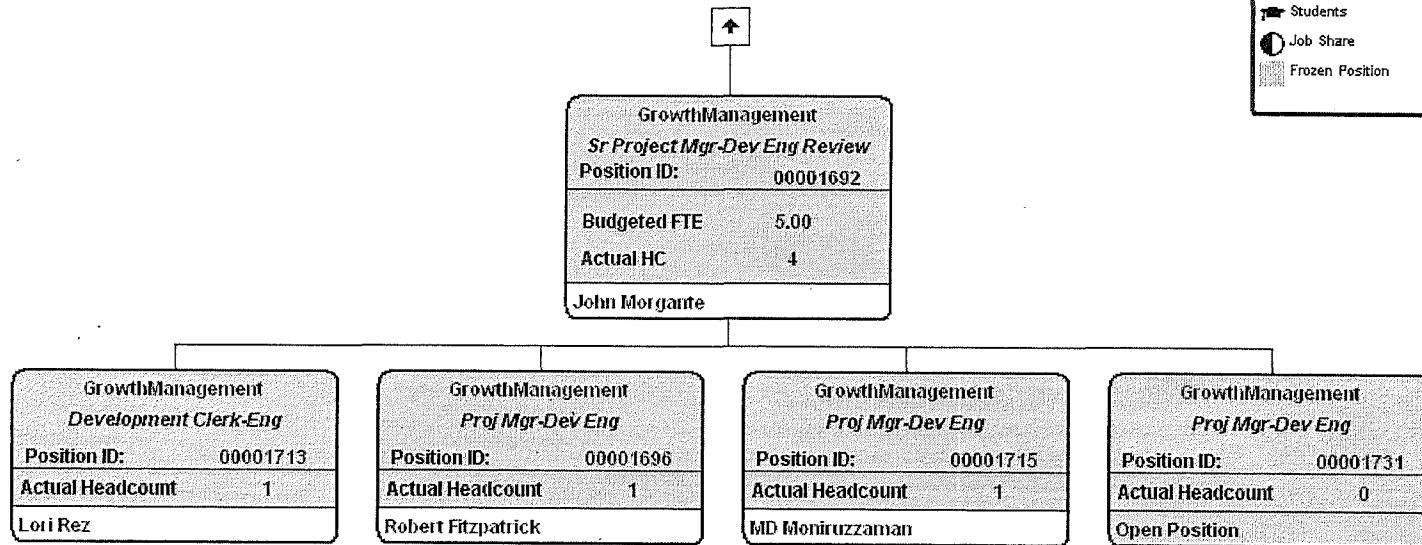 Students
Job Share
Frozen Position
GrowthManagement
Sr Project Mgr-Dev Eng Review
Position ID: 00001692
Budgeted FTE 5.00
Actual HC 4
John Morgante
GrowthManagement
Development Clerk-Eng
Position ID: 00001713
Actual Headcount 1
Lori Rez
GrowthManagement
Proj Mgr-Dev Eng
Position ID: 00001696
Actual Headcount 1
Robert Fitzpatrick
GrowthManagement
Proj Mgr-Dev Eng
Position ID: 00001715
Actual Headcount 1
MD Moniruzzaman
GrowthManagement
Proj Mgr-Dev Eng
Position ID: 00001731
Actual Headcount 0
Open Position